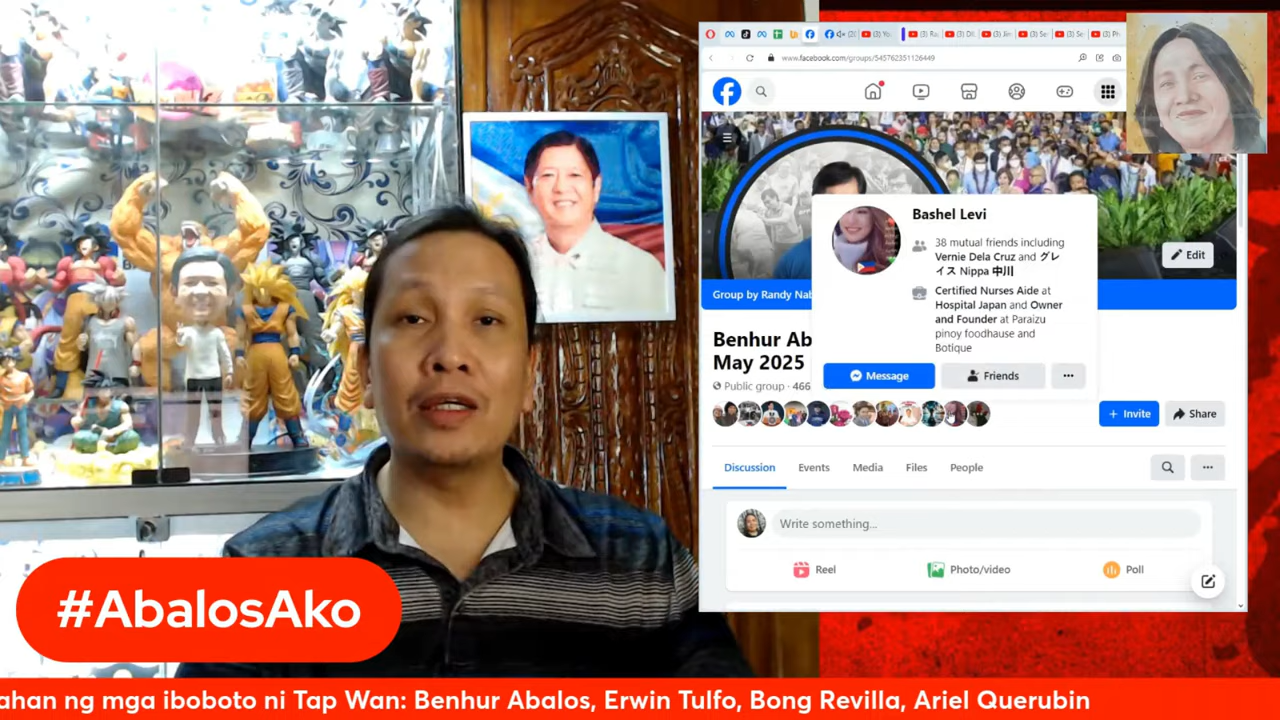 www.facebook.com/groups/545762351126449
Bashel Levi
38 mutual friends including
Vernie Dela Cruz and グレ
イス Nippa 中川
Certified Nurses Aide at
Hospital Japan and Owner
and Founder at Paraizu
pinoy foodhause and
Botique
Message
Friends
Edit
Group by Randy Nab
Benhur Ab
May 2025
Public group · 466
+ Invite
Share
Discussion
Events
Media
Files
People
Write something...
Reel
Photo/video
Poll
#AbalosAko
ahan ng mga iboboto ni Tap Wan: Benhur Abalos, Erwin Tulfo, Bong Revilla, Ariel Querubin